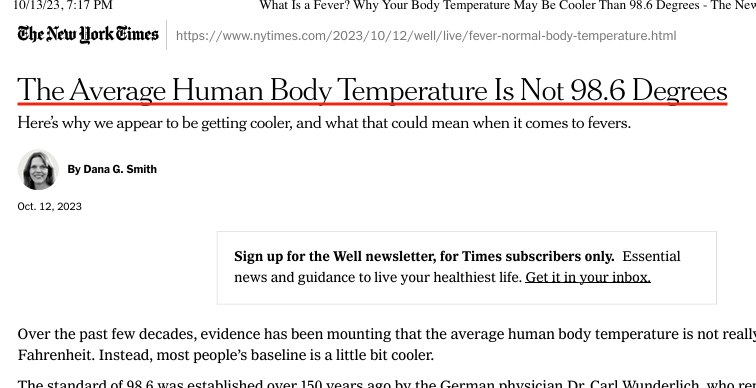 10/13/23, 7:17 PM What Is a Fever? Why Your Body Temperature May Be Cooler Than 98.6 Degrees - The New
The New York Times https://www.nytimes.com/2023/10/12/well/live/fever-normal-body-temperature.html
The Average Human Body Temperature Is Not 98.6 Degrees
Here's why we appear to be getting cooler, and what that could mean when it comes to fevers.
By Dana G. Smith
Oct. 12, 2023
Sign up for the Well newsletter, for Times subscribers only. Essential
news and guidance to live your healthiest life. Get it in your inbox.
Over the past few decades, evidence has been mounting that the average human body temperature is not really
Fahrenheit. Instead, most people's baseline is a little bit cooler.
The standard of 98.6 was established over 150 years ago by the German physician Dr. Carl Wunderlich, who